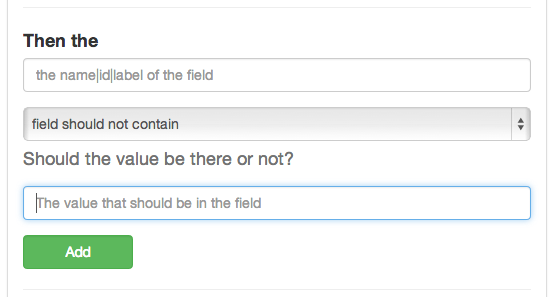 Then the
the name|id|label of the field
field should not contain
Should the value be there or not?
The value that should be in the field
Add